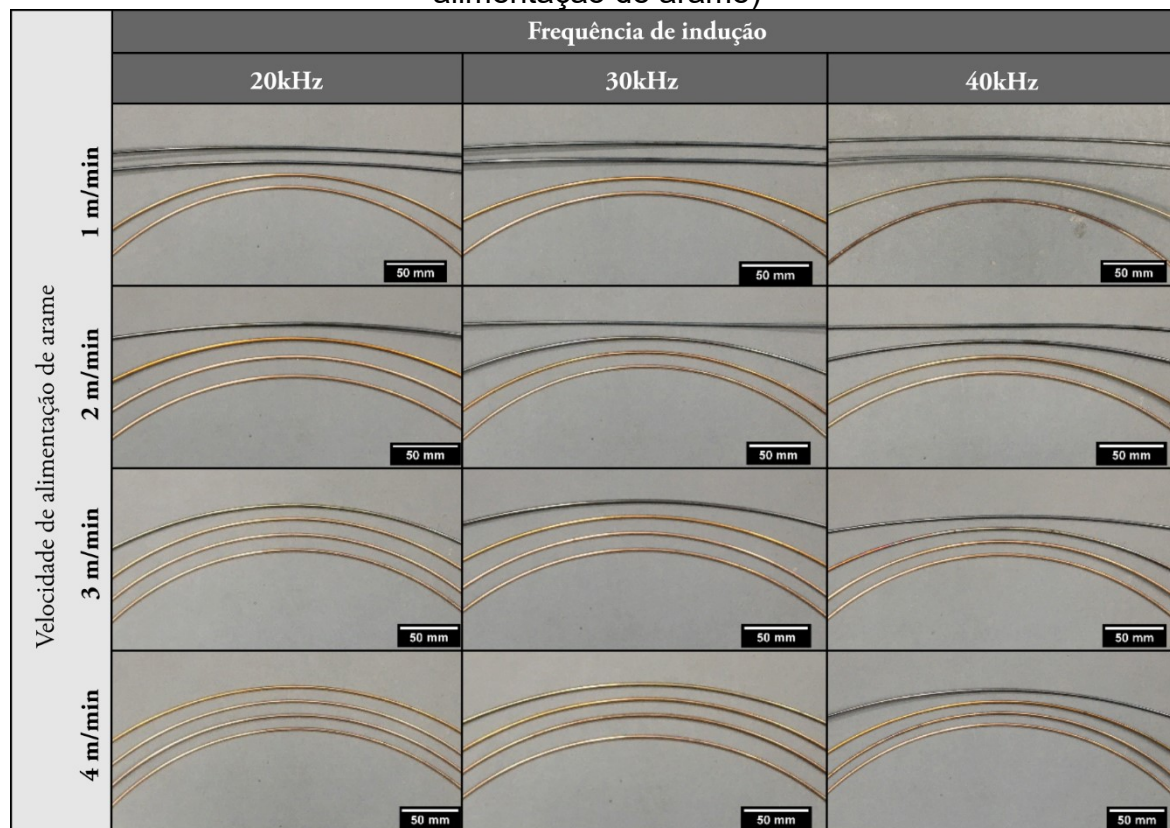 alimentação de arame)
Frequência de indução
20kHz
30kHz
40kHz
Velocidade de alimentação de arame
1 m/min
50 mm
50 mm
50 mm
2 m/min
50 mm
50 mm
50 mm
3 m/min
50 mm
50 mm
50 mm
4 m/min
50 mm
50 mm
50 mm